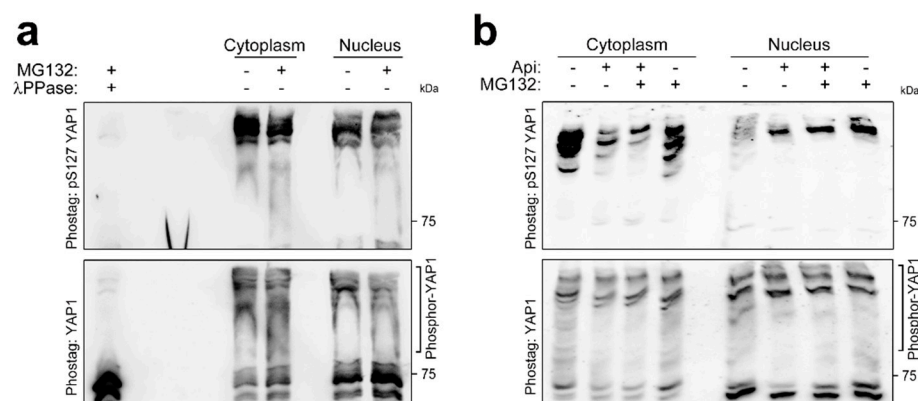 a
Cytoplasm Nucleus
MG132: + - + - +
λPPase: +
kDa
Phostag: pS127 YAP1
75
Phostag: YAP1
Phosphor-YAP1
75
b
Cytoplasm Nucleus
Api: - + + - - + + -
MG132: - - + + - - + +
kDa
Phostag: pS127 YAP1
75
Phostag: YAP1
Phosphor-YAP1
75